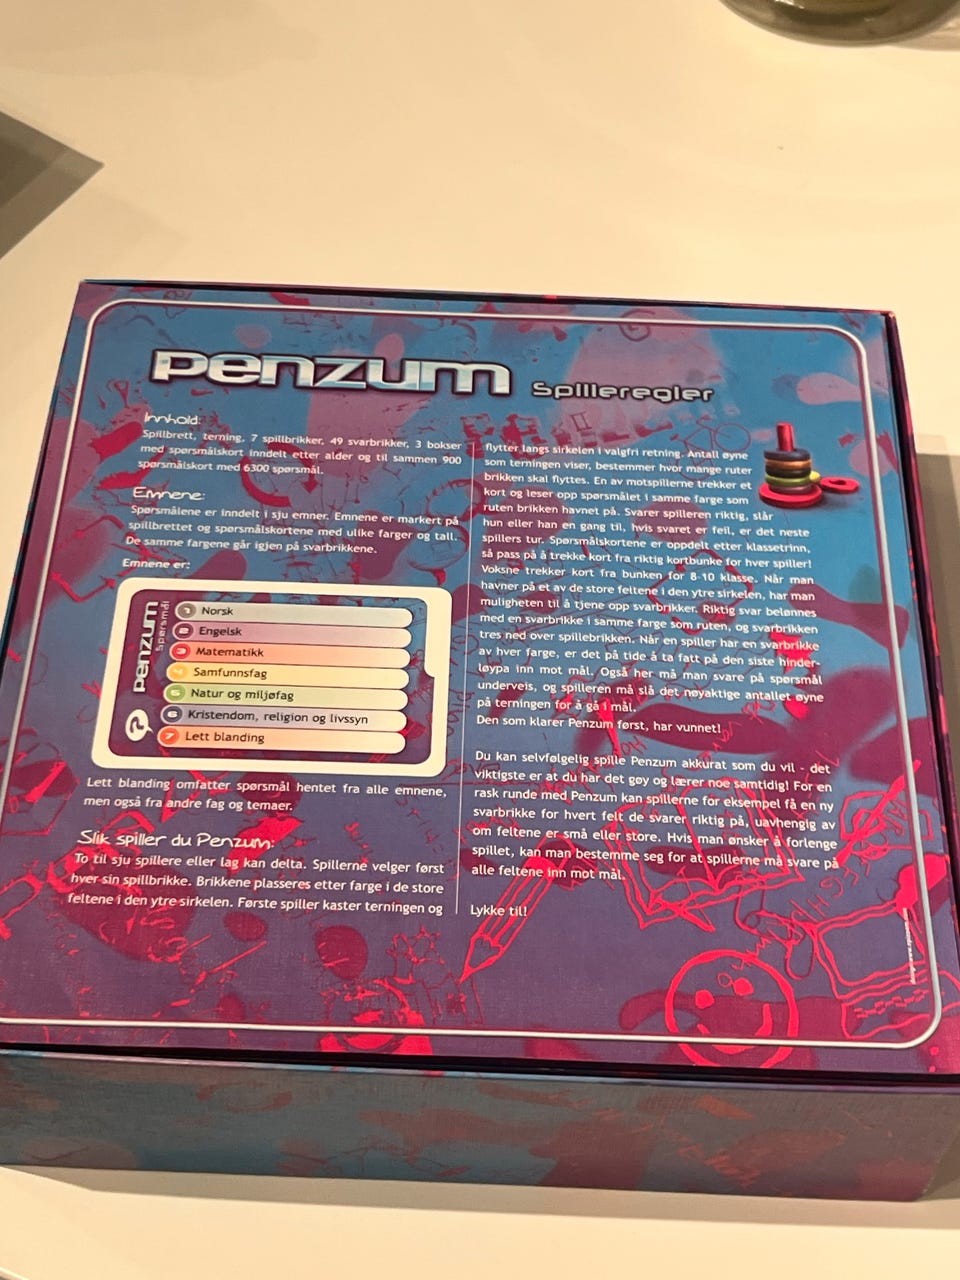 penzum Spilleregler
Innhold:
Spillbrett, terning, 7 spillbrikker, 49 svarbrikker, 3 bokser
med spørsmålskort inndelt etter alder og til sammen 900
spørsmålskort med 6300 spørsmål.
Emnene:
Spørsmålene er inndelt i sju emner. Emnene er markert på
spillbrettet og spørsmålskortene med ulike farger og tall.
De samme fargene går igjen på svarbrikkene.
Emnene er:
penzum
Spørsmål
?
1 Norsk
2 Engelsk
3 Matematikk
4 Samfunnsfag
5 Natur og miljøfag
6 Kristendom, religion og livssyn
7 Lett blanding
Lett blanding omfatter spørsmål hentet fra alle emnene,
men også fra andre fag og temaer.
Slik spiller du Penzum:
To til sju spillere eller lag kan delta. Spillerne velger først
hver sin spillbrikke. Brikkene plasseres etter farge i de store
feltene i den ytre sirkelen. Første spiller kaster terningen og
flytter langs sirkelen i valgfri retning. Antall øyne
som terningen viser, bestemmer hvor mange ruter
brikken skal flyttes. En av motspillerne trekker et
kort og leser opp spørsmålet i samme farge som
ruten brikken havnet på. Svarer spilleren riktig, slår
hun eller han en gang til, hvis svaret er feil, er det neste
spillers tur. Spørsmålskortene er oppdelt etter klassetrinn,
så pass på å trekke kort fra riktig kortbunke for hver spiller!
Voksne trekker kort fra bunken for 8-10 klasse. Når man
havner på et av de store feltene i den ytre sirkelen, har man
muligheten til å tjene opp svarbrikker. Riktig svar belønnes
med en svarbrikke i samme farge som ruten, og svarbrikken
tres ned over spillebrikken. Når en spiller har en svarbrikke
av hver farge, er det på tide å ta fatt på den siste hinder-
løypa inn mot mål. Også her må man svare på spørsmål
underveis, og spilleren må slå det nøyaktige antallet øyne
på terningen for å gå i mål.
Den som klarer Penzum først, har vunnet!
Du kan selvfølgelig spille Penzum akkurat som du vil - det
viktigste er at du har det gøy og lærer noe samtidig! For en
rask runde med Penzum kan spillerne for eksempel få en ny
svarbrikke for hvert felt de svarer riktig på, uavhengig av
om feltene er små eller store. Hvis man ønsker å forlenge
spillet, kan man bestemme seg for at spillerne må svare på
alle feltene inn mot mål.
Lykke til!